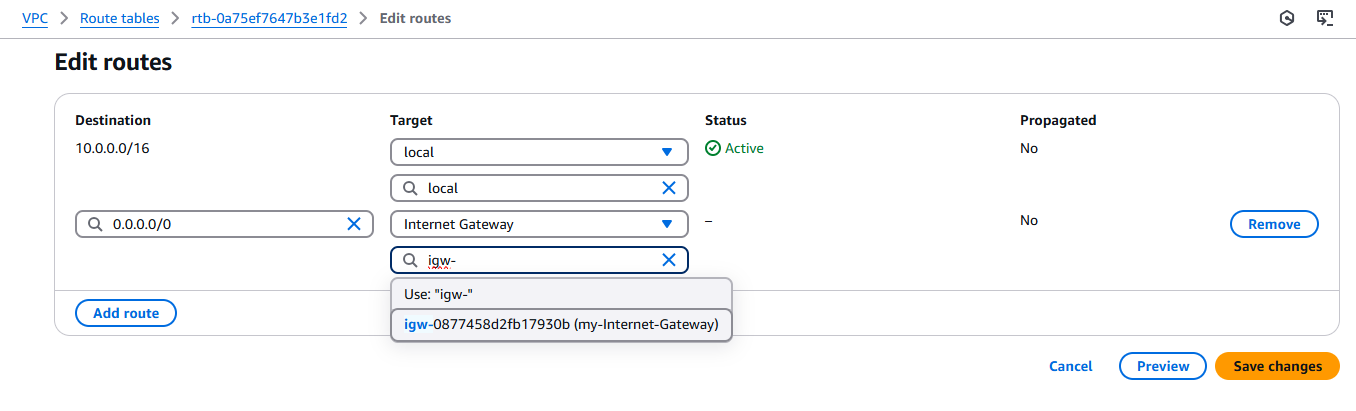 VPC > Route tables > rtb-0a75ef7647b3e1fd2 > Edit routes
Edit routes
Destination Target Status Propagated
10.0.0.0/16 local Active No
local
0.0.0.0/0 Internet Gateway – No Remove
igw-
Use: "igw-"
Add route
igw-0877458d2fb17930b (my-Internet-Gateway)
Cancel Preview Save changes